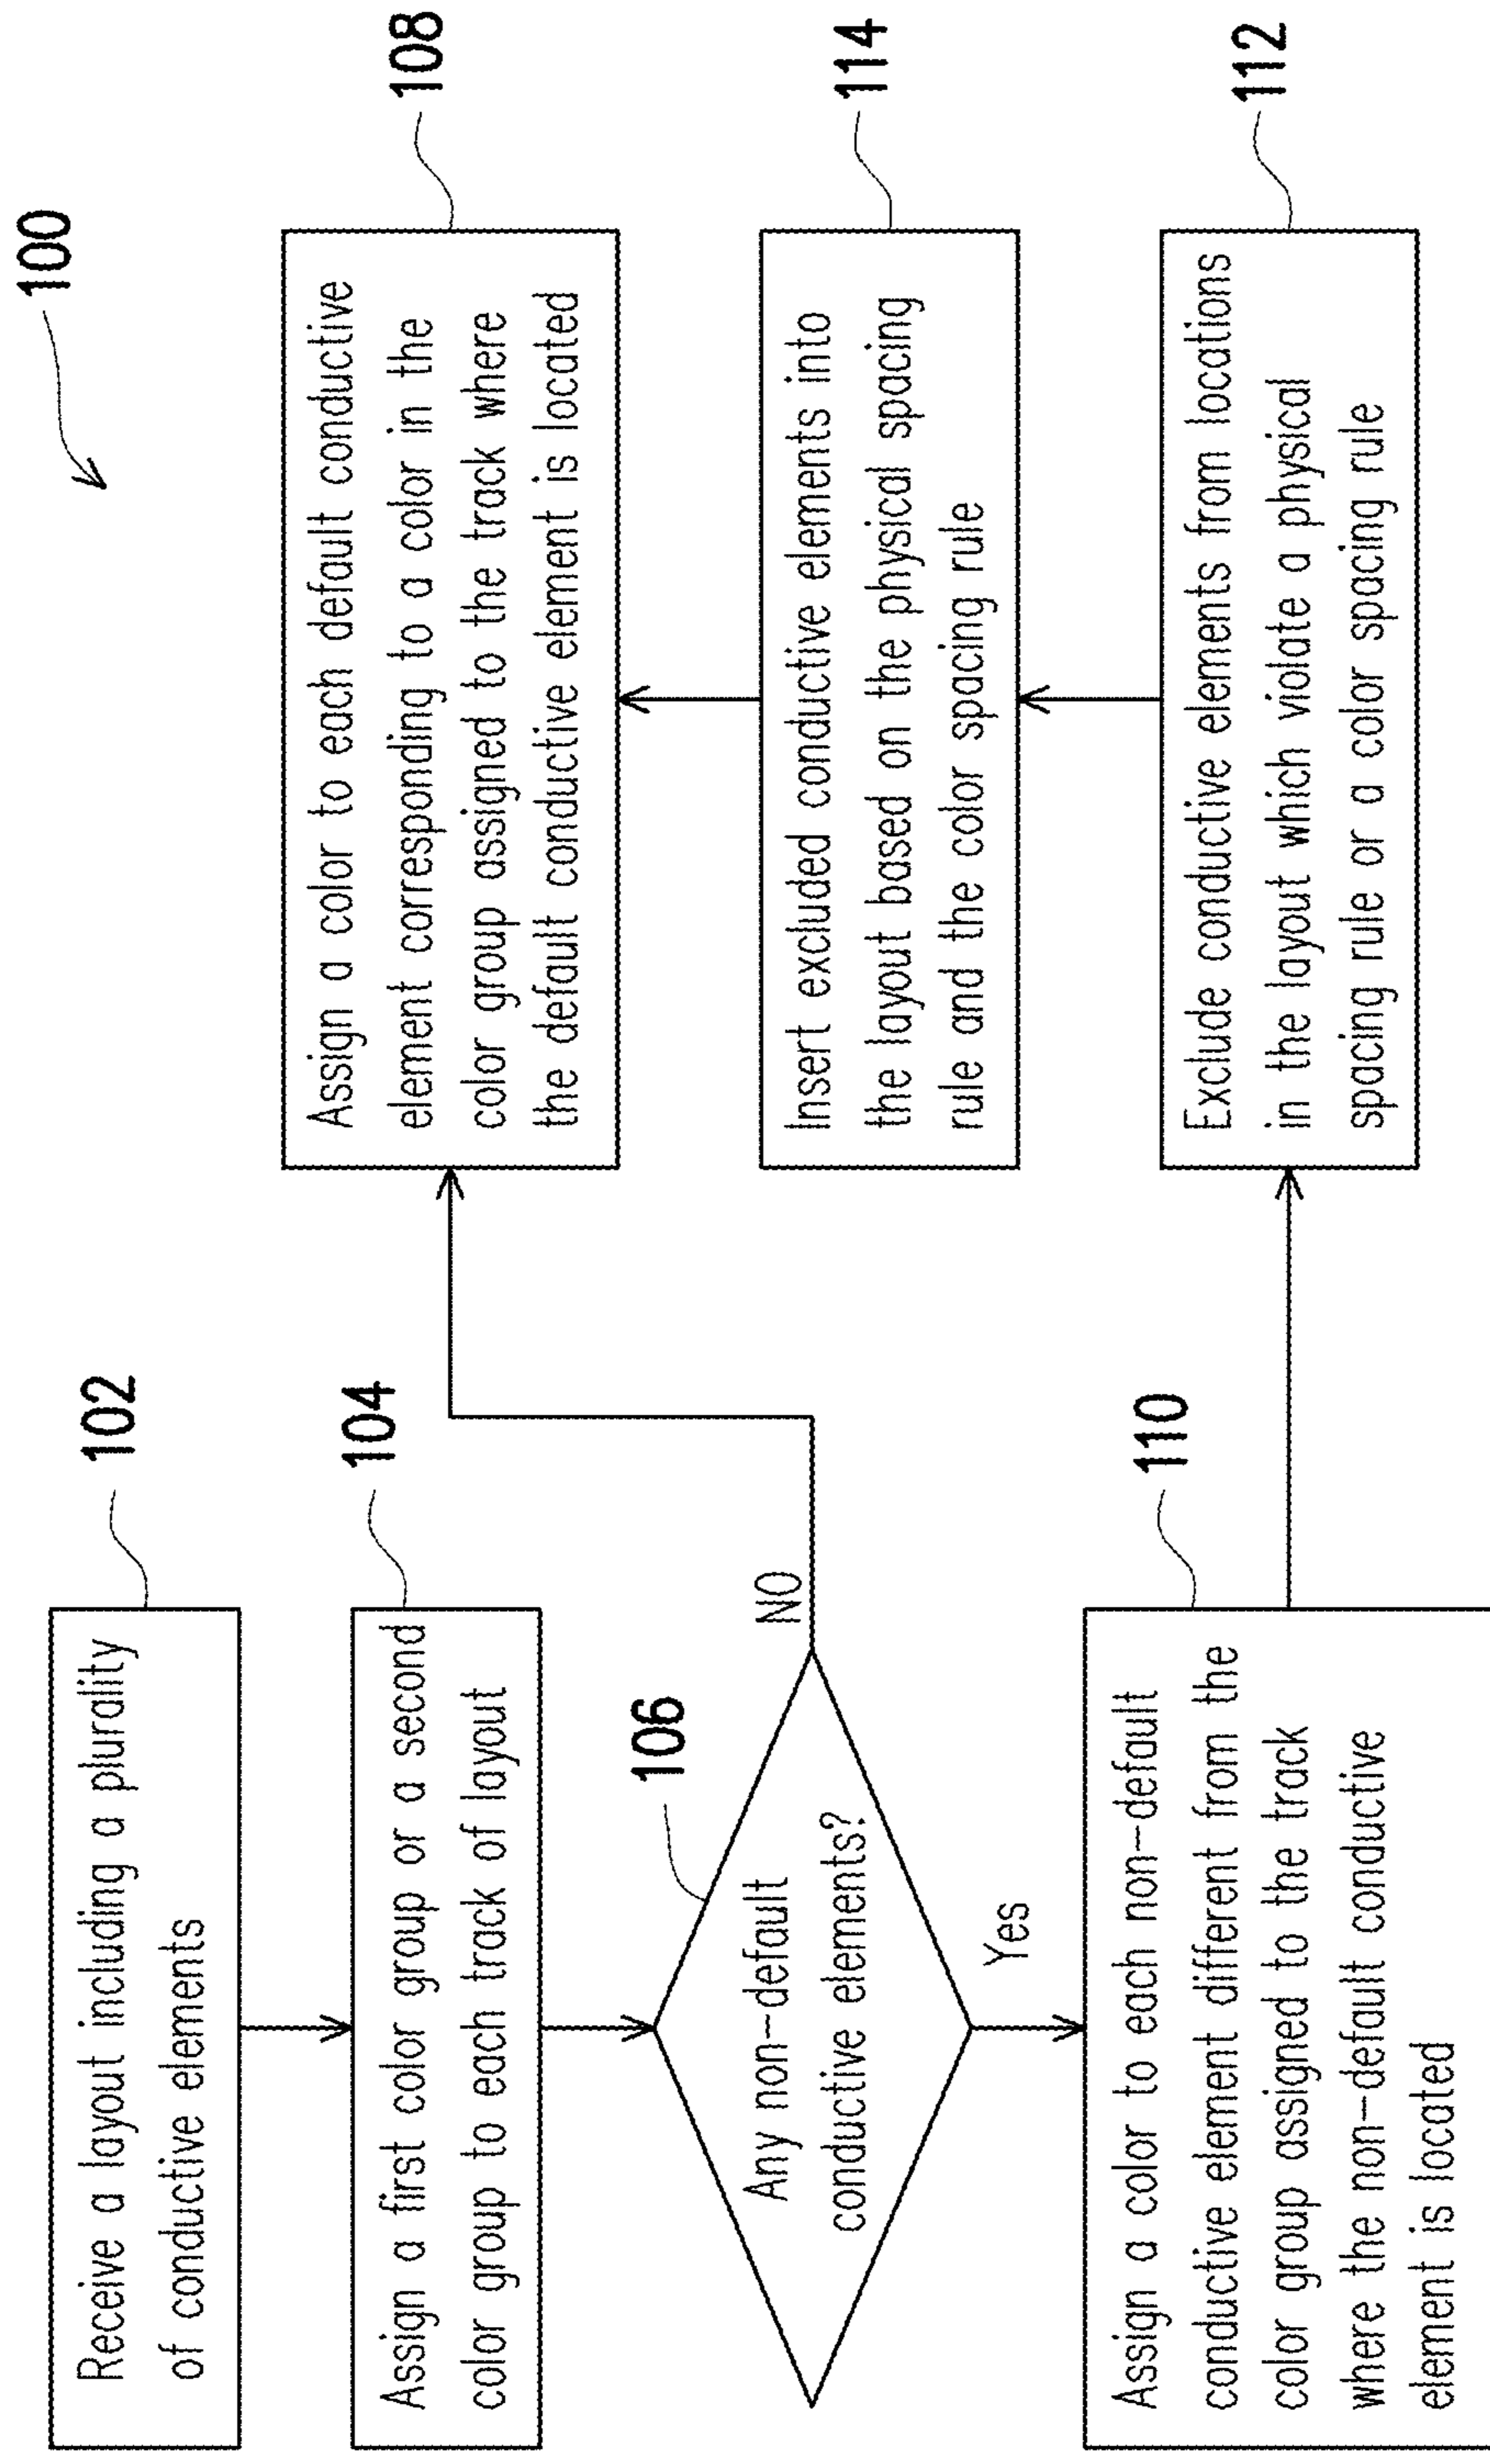 100
102
Receive a layout including a plurality
of conductive elements
104
Assign a first color group or a second
color group to each track of layout
106
Any non-default
conductive elements?
NO
Yes
110
Assign a color to each non-default
conductive element different from the
color group assigned to the track
where the non-default conductive
element is located
108
Assign a color to each default conductive
element corresponding to a color in the
color group assigned to the track where
the default conductive element is located
114
Insert excluded conductive elements into
the layout based on the physical spacing
rule and the color spacing rule
112
Exclude conductive elements from locations
in the layout which violate a physical
spacing rule or a color spacing rule